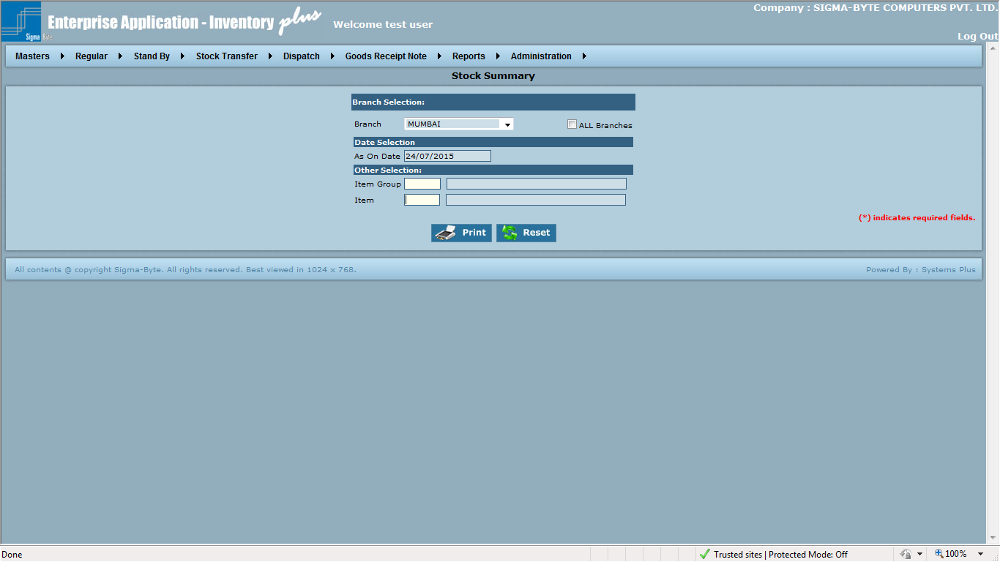 Company : SIGMA-BYTE COMPUTERS PVT. LTD.
Sigma Byte
Enterprise Application - Inventory plus
Welcome test user
Log Out
Masters Regular Stand By Stock Transfer Dispatch Goods Receipt Note Reports Administration
Stock Summary
Branch Selection:
Branch MUMBAI ALL Branches
Date Selection
As On Date 24/07/2015
Other Selection:
Item Group
Item
(*) indicates required fields.
Print Reset
All contents @ copyright Sigma-Byte. All rights reserved. Best viewed in 1024 x 768. Powered By : Systems Plus
Done Trusted sites | Protected Mode: Off 100%